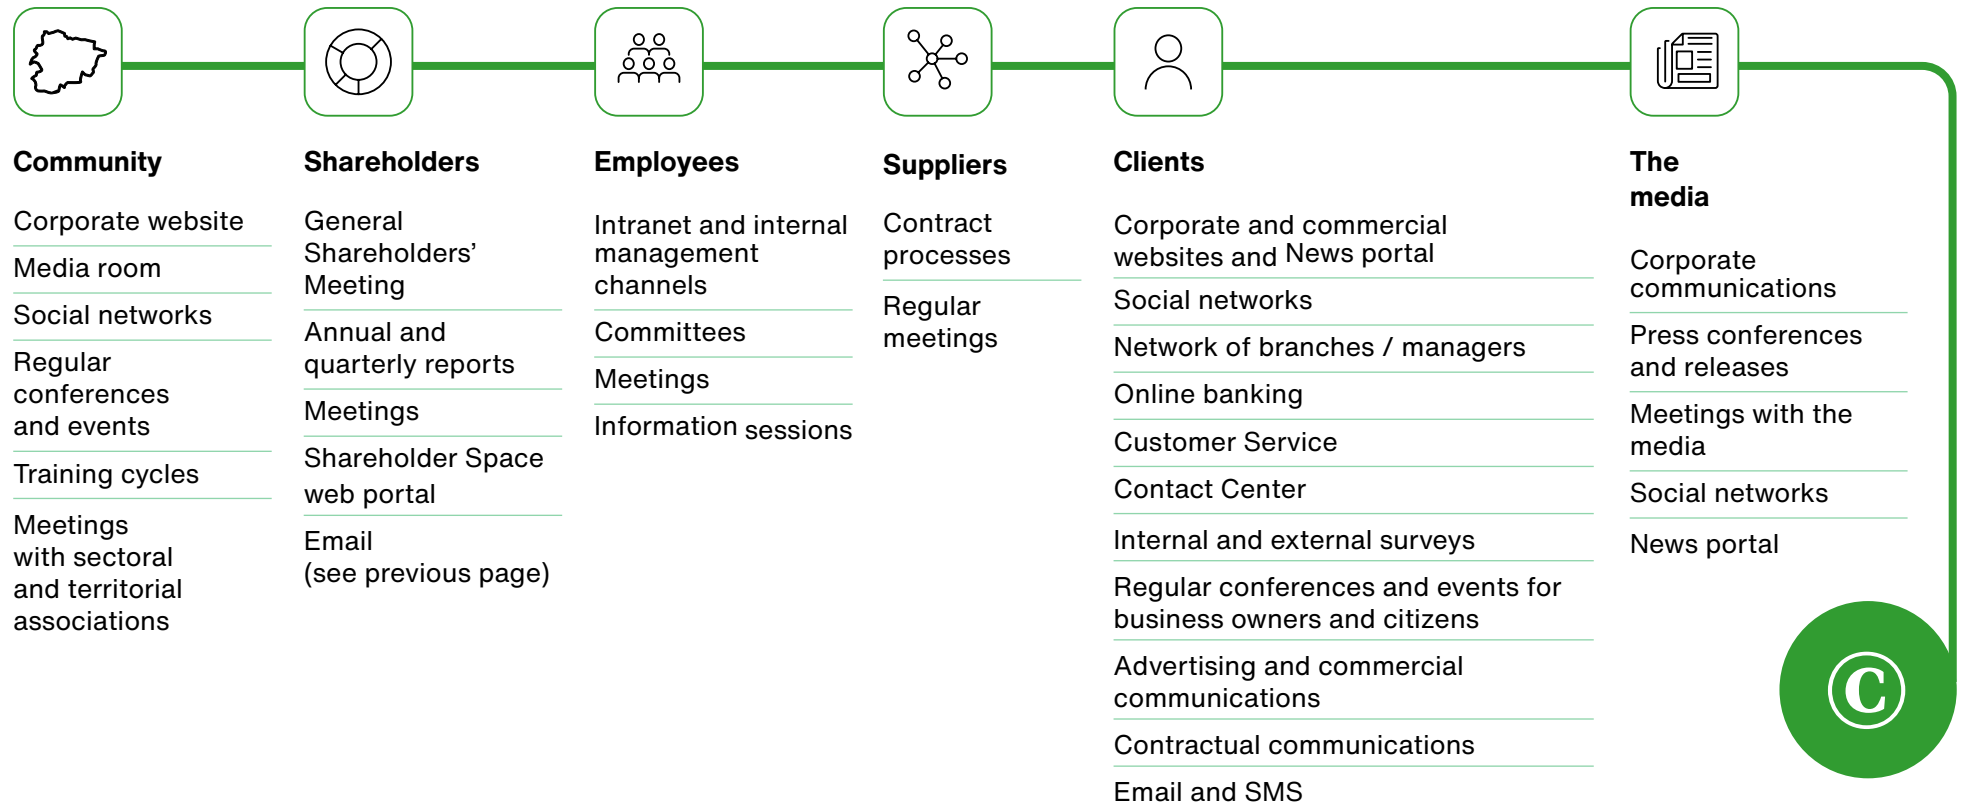 Community
Corporate website
Media room
Social networks
Regular
conferences
and events
Training cycles
Meetings
with sectoral
and territorial
associations
Shareholders
General
Shareholders’
Meeting
Annual and
quarterly reports
Meetings
Shareholder Space
web portal
Email
(see previous page)
Employees
Intranet and internal
management
channels
Committees
Meetings
Information sessions
Suppliers
Contract
processes
Regular
meetings
Clients
Corporate and commercial
websites and News portal
Social networks
Network of branches / managers
Online banking
Customer Service
Contact Center
Internal and external surveys
Regular conferences and events for
business owners and citizens
Advertising and commercial
communications
Contractual communications
Email and SMS
The
media
Corporate
communications
Press conferences
and releases
Meetings with the
media
Social networks
News portal
©